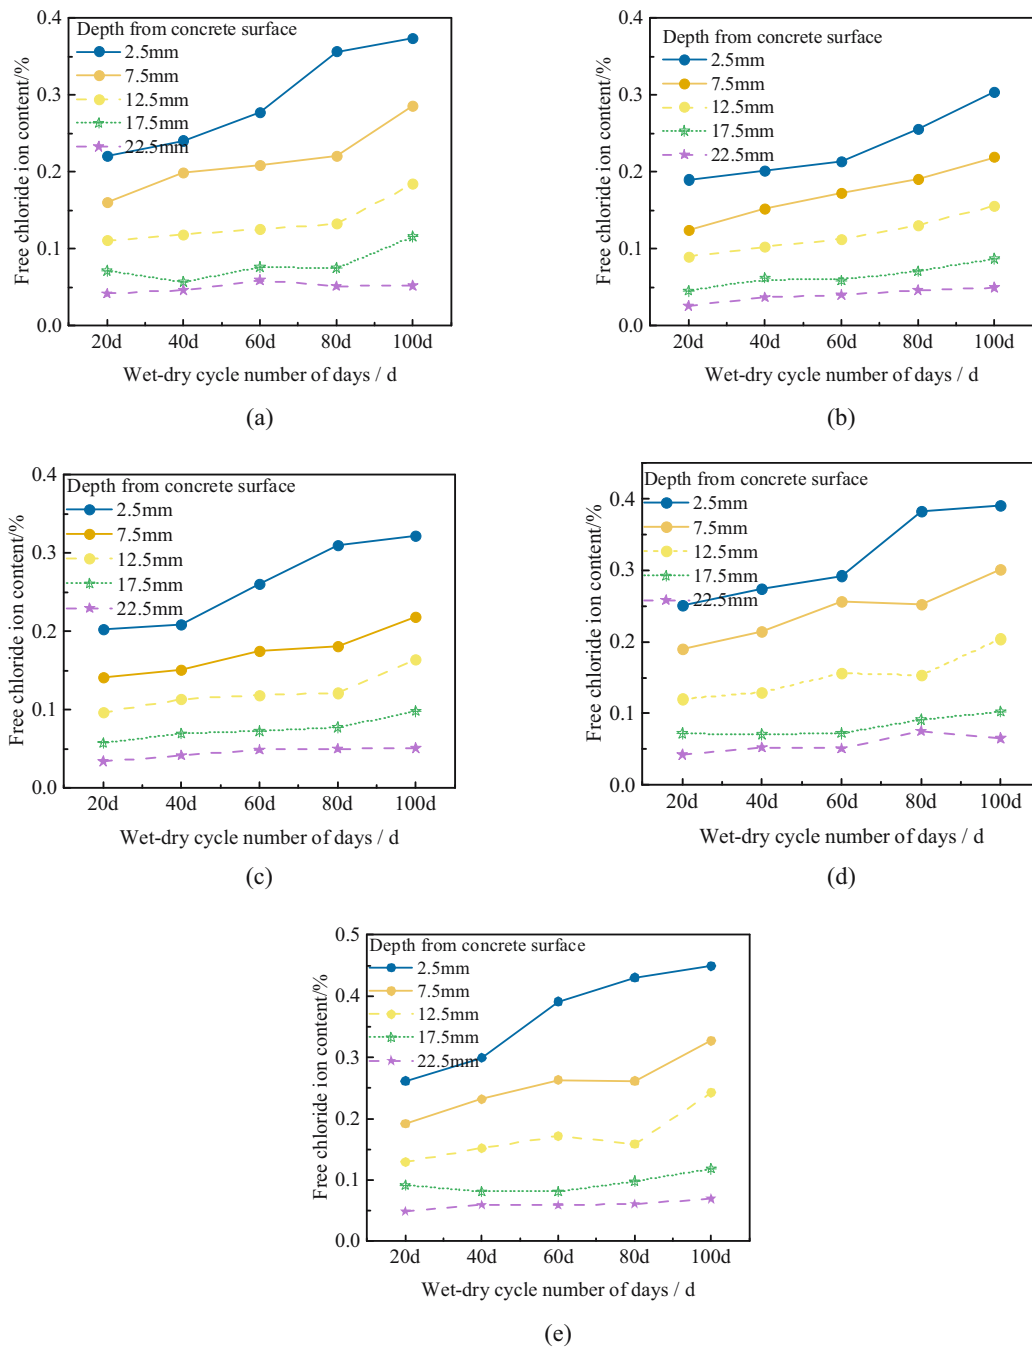 Free chloride ion content/%
0.4
0.3
0.2
0.1
0.0
Depth from concrete surface
2.5mm
7.5mm
12.5mm
17.5mm
22.5mm
20d 40d 60d 80d 100d
Wet-dry cycle number of days / d
(a)
Free chloride ion content/%
0.4
0.3
0.2
0.1
0.0
Depth from concrete surface
2.5mm
7.5mm
12.5mm
17.5mm
22.5mm
20d 40d 60d 80d 100d
Wet-dry cycle number of days / d
(b)
Free chloride ion content/%
0.4
0.3
0.2
0.1
0.0
Depth from concrete surface
2.5mm
7.5mm
12.5mm
17.5mm
22.5mm
20d 40d 60d 80d 100d
Wet-dry cycle number of days / d
(c)
Free chloride ion content/%
0.4
0.3
0.2
0.1
0.0
Depth from concrete surface
2.5mm
7.5mm
12.5mm
17.5mm
22.5mm
20d 40d 60d 80d 100d
Wet-dry cycle number of days / d
(d)
Free chloride ion content/%
0.5
0.4
0.3
0.2
0.1
0.0
Depth from concrete surface
2.5mm
7.5mm
12.5mm
17.5mm
22.5mm
20d 40d 60d 80d 100d
Wet-dry cycle number of days / d
(e)